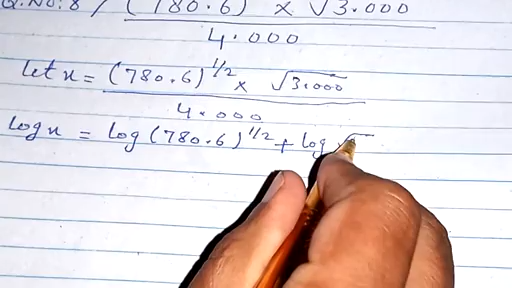 Q.No: 8 / (780.6) × √3.000
4.000
let x = (780.6)^1/2 × √3.000
4.000
log x = log (780.6)^1/2 + log √